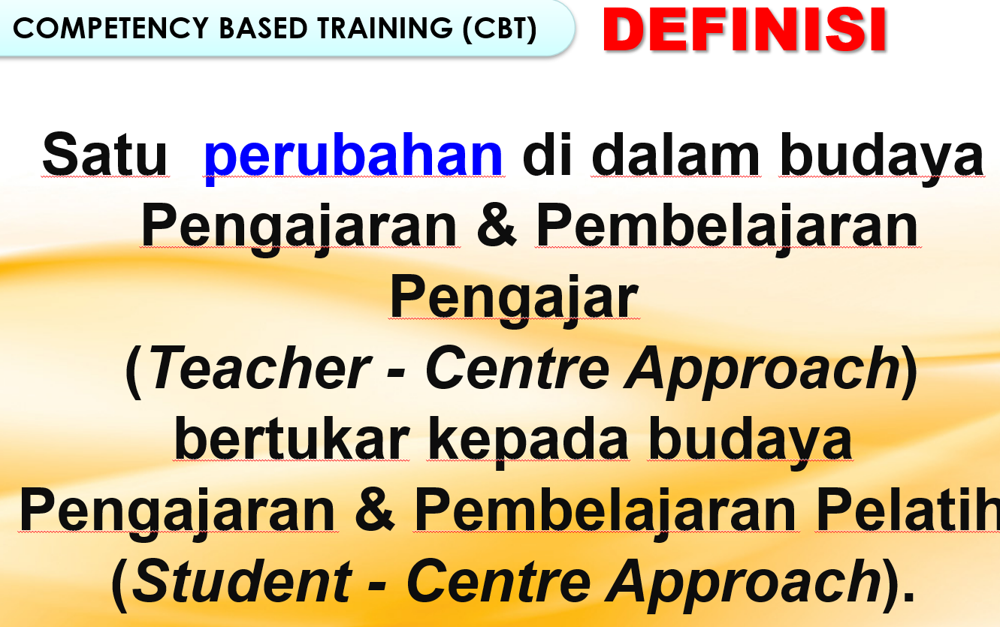 COMPETENCY BASED TRAINING (CBT)
DEFINISI
Satu perubahan di dalam budaya
Pengajaran & Pembelajaran
Pengajar
(Teacher - Centre Approach)
bertukar kepada budaya
Pengajaran & Pembelajaran Pelatih
(Student - Centre Approach).